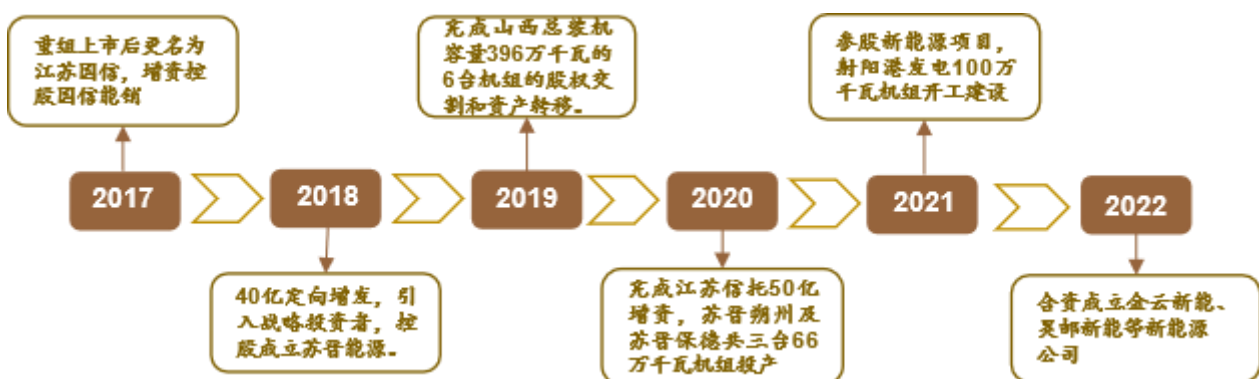 重组上市后更名为
江苏国信，增资控
股国信能销
完成山西总装机
容量396万千瓦的
6台机组的股权交
割和资产转移。
参股新能源项目，
射阳港发电100万
千瓦机组开工建设
2017
2018
2019
2020
2021
2022
40亿定向增发，引
入战略投资者，控
股成立苏晋能源。
完成江苏信托50亿
增资，苏晋朔州及
苏晋保德共三台66
万千瓦机组投产
合资成立金云新能、
昊邮新能等新能源
公司